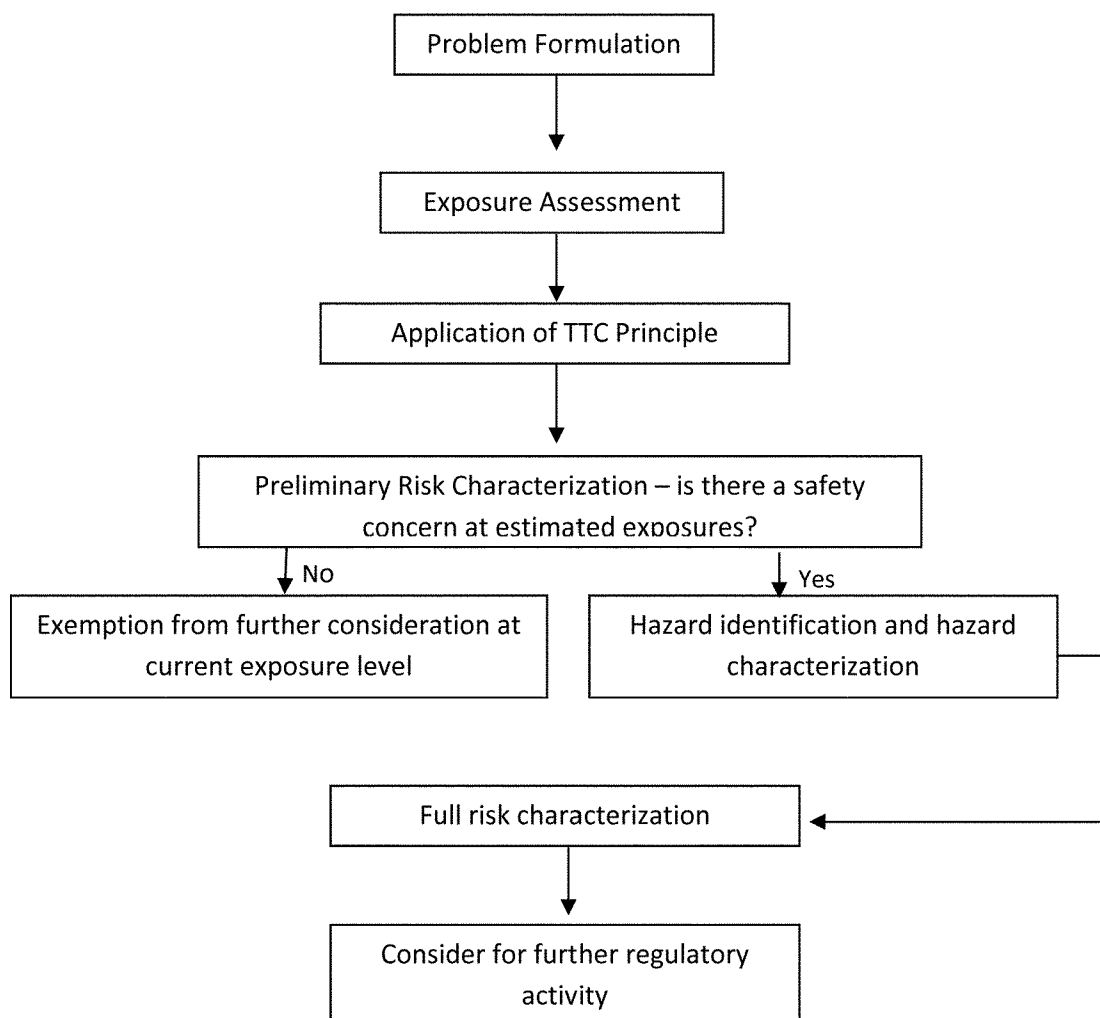 Problem Formulation
Exposure Assessment
Application of TTC Principle
Preliminary Risk Characterization – is there a safety
concern at estimated exposures?
No
Yes
Exemption from further consideration at
current exposure level
Hazard identification and hazard
characterization
Full risk characterization
Consider for further regulatory
activity